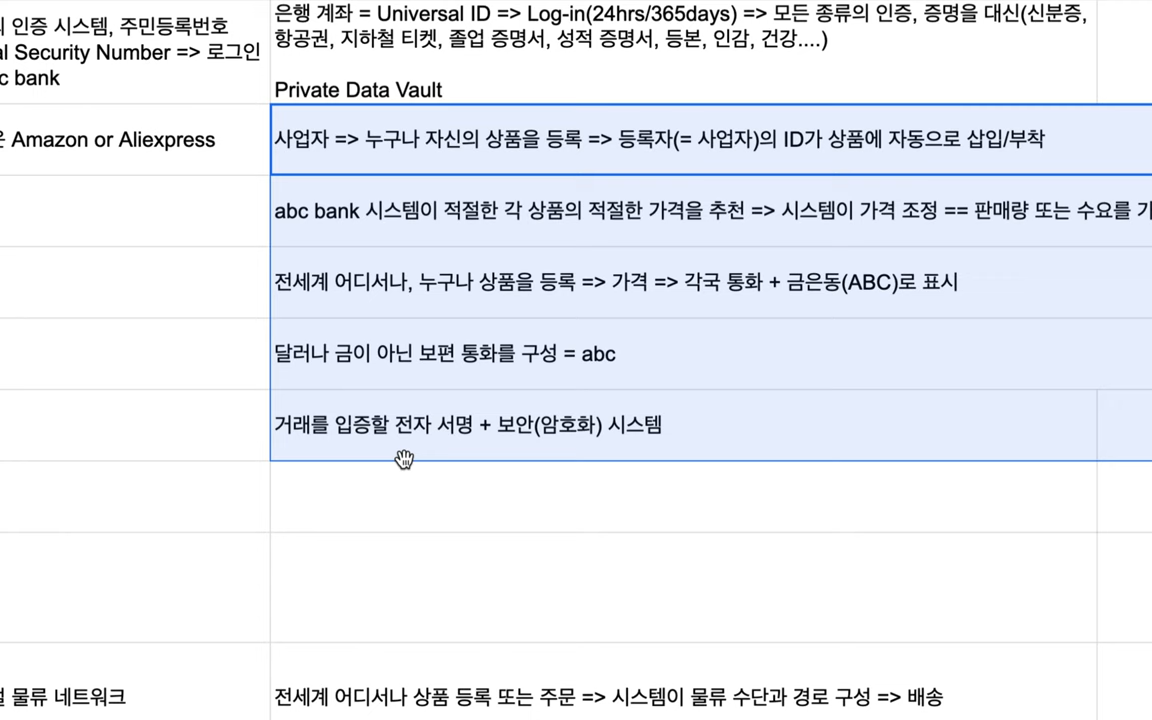 은행 계좌 = Universal ID => Log-in(24hrs/365days) => 모든 종류의 인증, 증명을 대신(신분증,
인증 시스템, 주민등록번호
항공권, 지하철 티켓, 졸업 증명서, 성적 증명서, 등본, 인감, 건강....)
Security Number => 로그인
bank
Private Data Vault
Amazon or Aliexpress
사업자 => 누구나 자신의 상품을 등록 => 등록자(= 사업자)의 ID가 상품에 자동으로 삽입/부착
abc bank 시스템이 적절한 각 상품의 적절한 가격을 추천 => 시스템이 가격 조정 == 판매량 또는 수요를
전세계 어디서나, 누구나 상품을 등록 => 가격 => 각국 통화 + 금은동(ABC)로 표시
달러나 금이 아닌 보편 통화를 구성 = abc
거래를 입증할 전자 서명 + 보안(암호화) 시스템
물류 네트워크
전세계 어디서나 상품 등록 또는 주문 => 시스템이 물류 수단과 경로 구성 => 배송